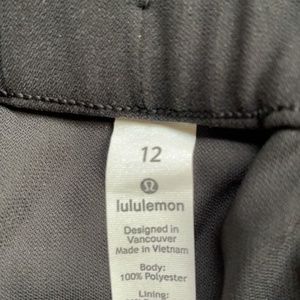 12
lululemon
Designed in
Vancouver
Made in Vietnam
Body:
100% Polyester
Lining: